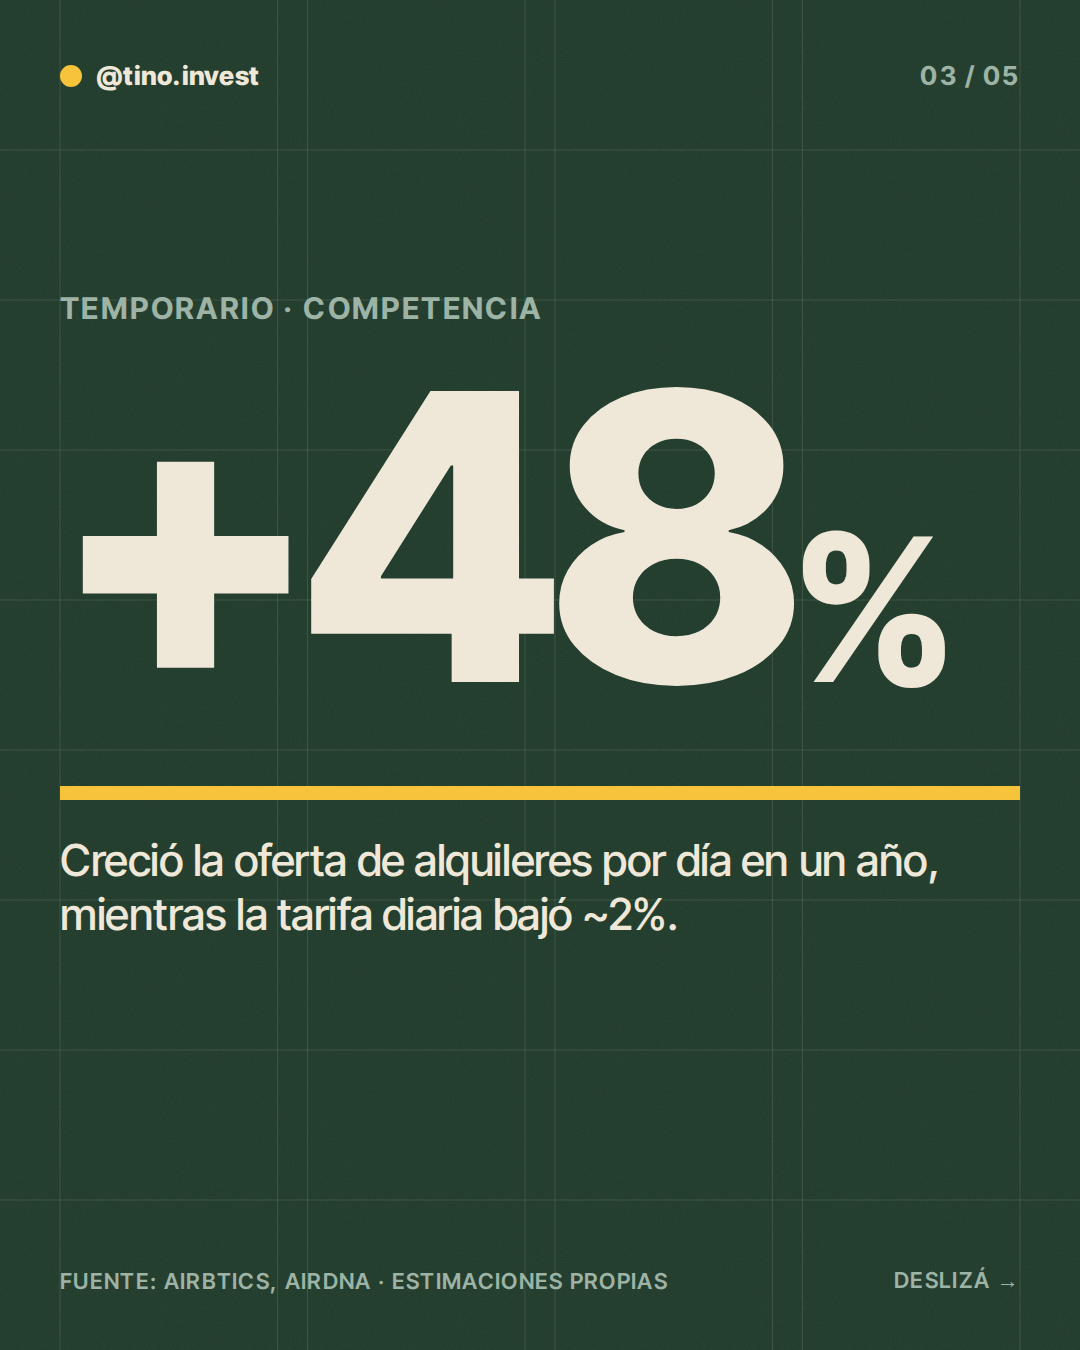 @tino.invest
03 / 05
TEMPORARIO · COMPETENCIA
+48%
Creció la oferta de alquileres por día en un año,
mientras la tarifa diaria bajó ~2%.
FUENTE: AIRBTICS, AIRDNA · ESTIMACIONES PROPIAS
DESLIZÁ →